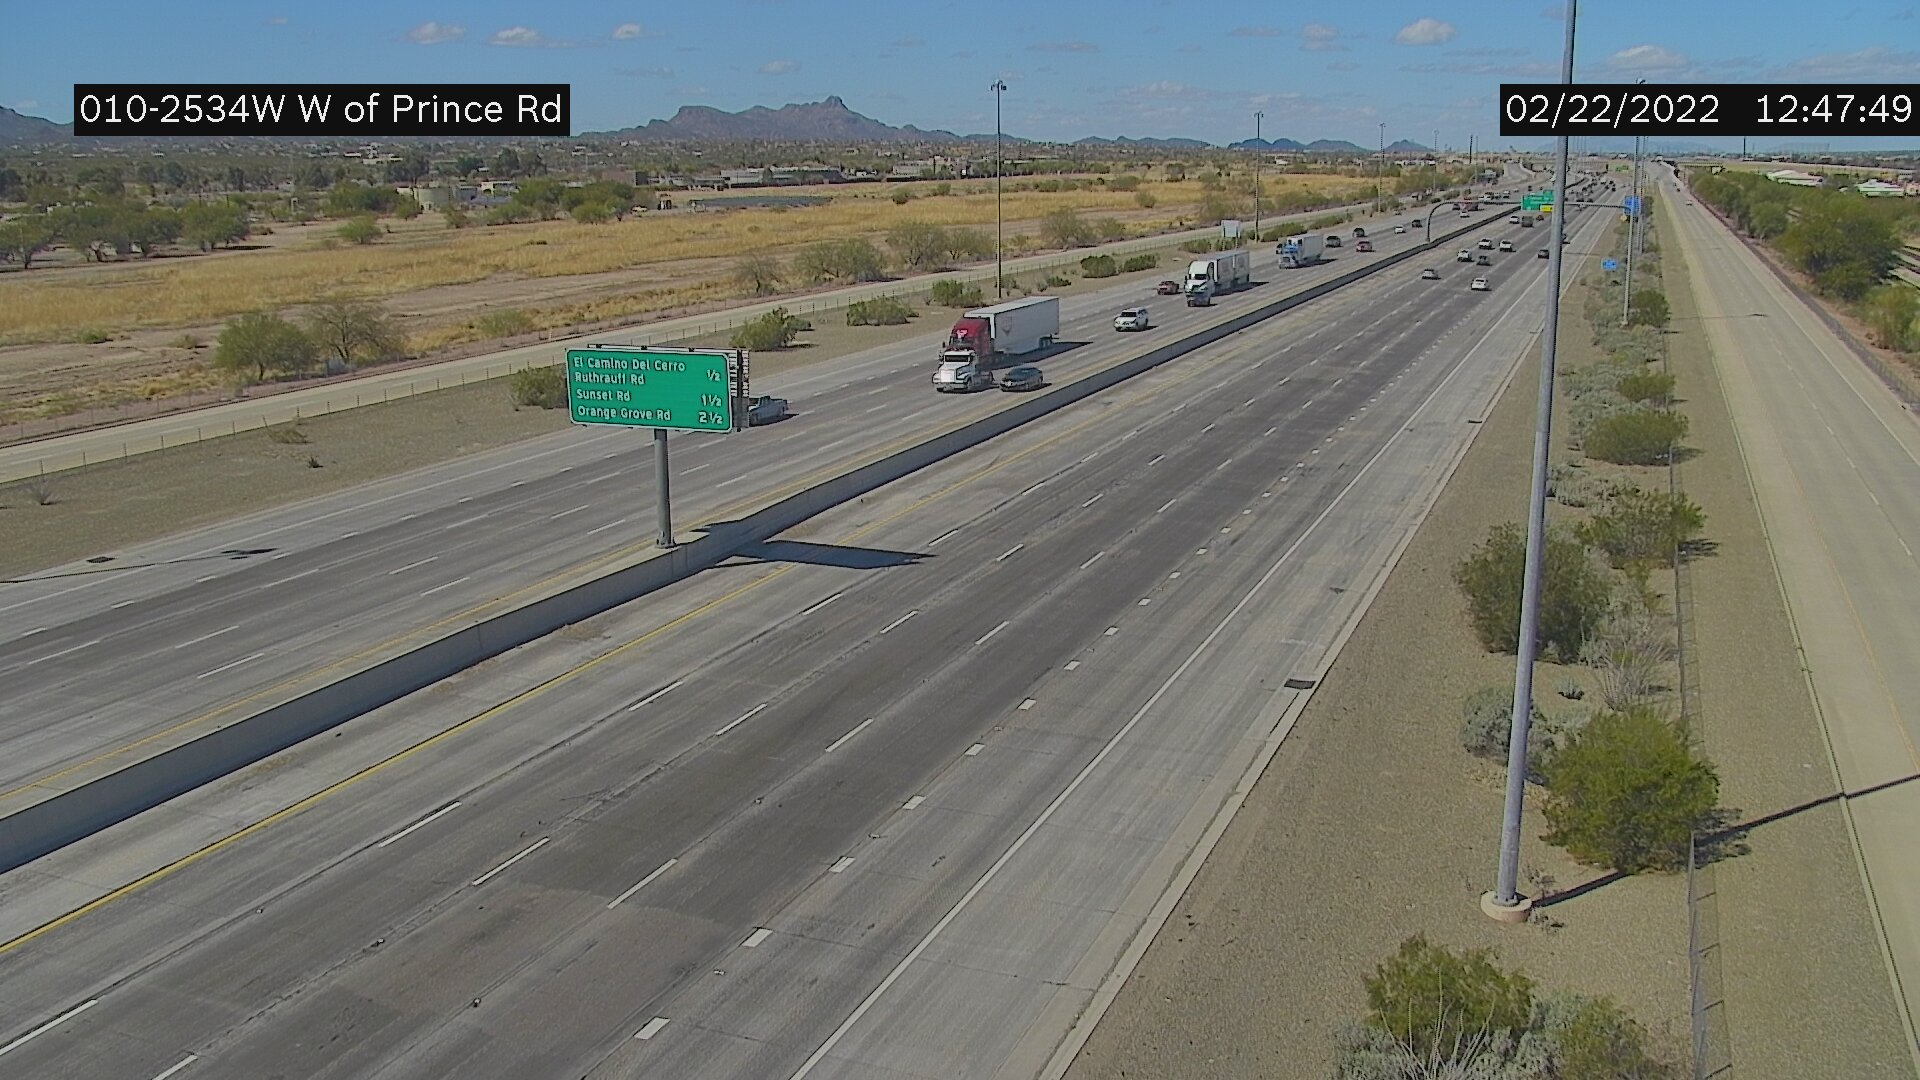 010-2534W W of Prince Rd
02/22/2022 12:47:49
El Camino Del Cerro
Ruthrauff Rd 1/2
Sunset Rd 1 1/2
Orange Grove Rd 2 1/2